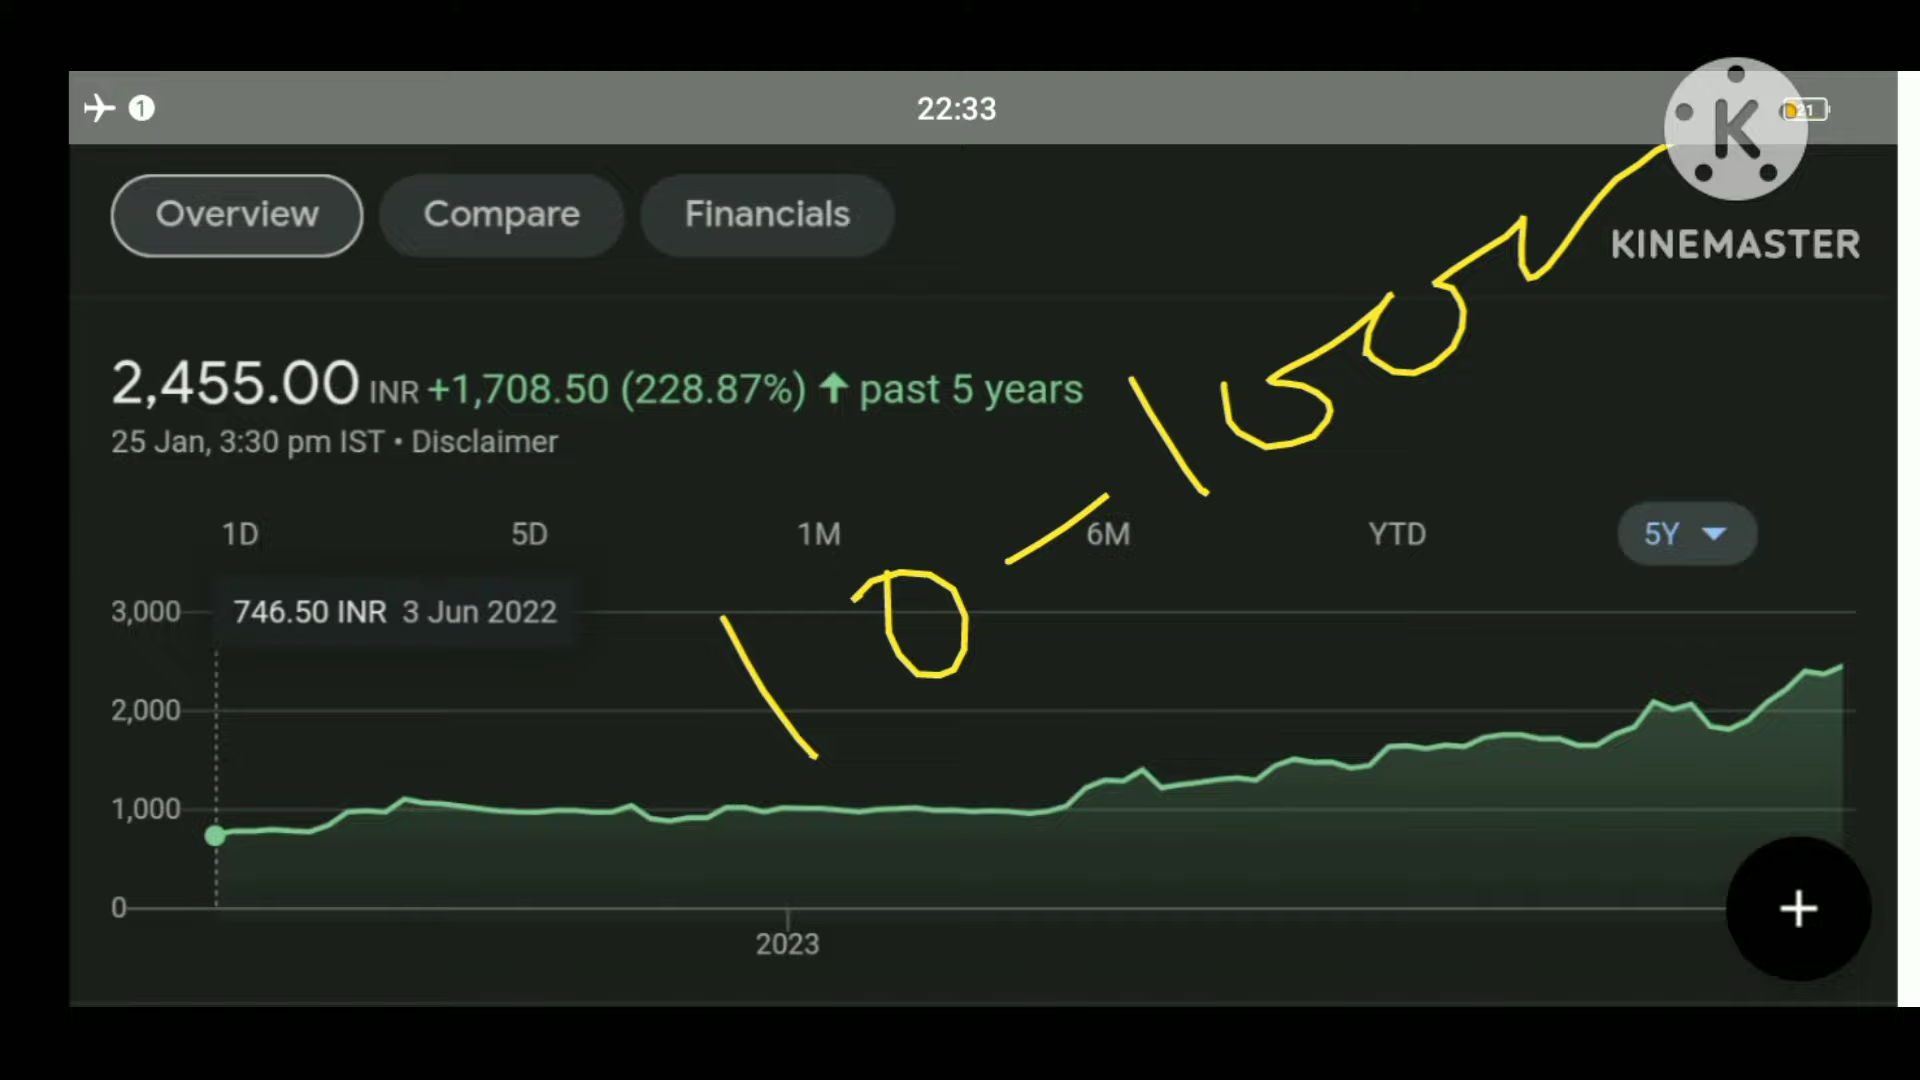 1 22:33 21
K
KINEMASTER
Overview Compare Financials
2,455.00 INR +1,708.50 (228.87%) ↑ past 5 years
25 Jan, 3:30 pm IST • Disclaimer
1D 5D 1M 6M YTD 5Y
746.50 INR 3 Jun 2022
3,000
2,000
1,000
0
2023
+
10 -